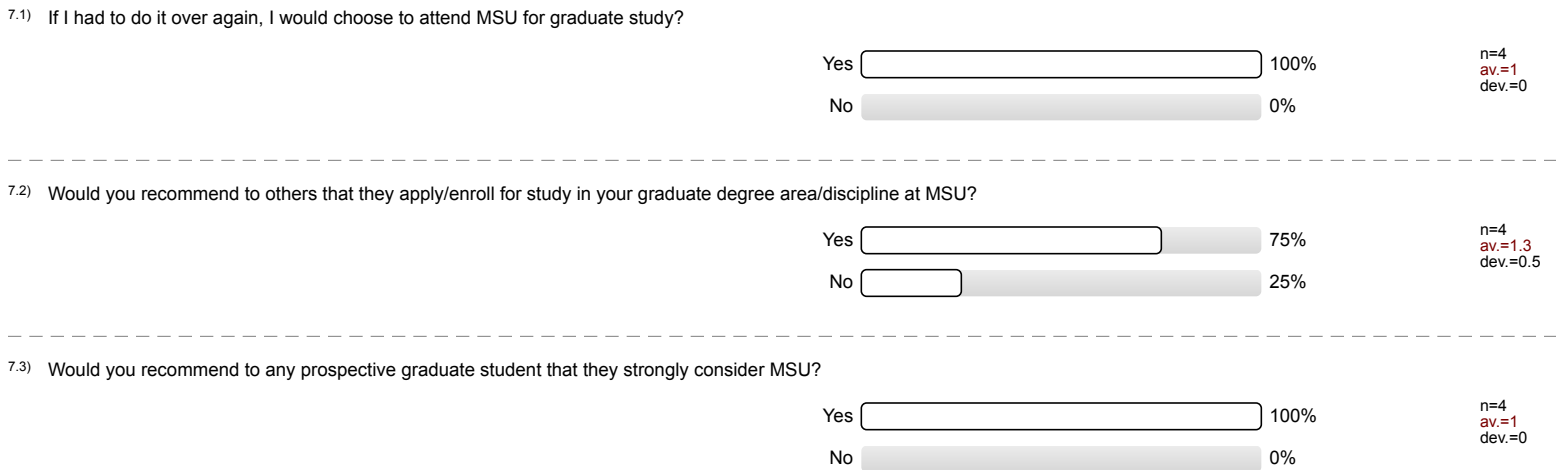 7.1) If I had to do it over again, I would choose to attend MSU for graduate study?
Yes 100%
No 0%
n=4
av.=1
dev.=0
7.2) Would you recommend to others that they apply/enroll for study in your graduate degree area/discipline at MSU?
Yes 75%
No 25%
n=4
av.=1.3
dev.=0.5
7.3) Would you recommend to any prospective graduate student that they strongly consider MSU?
Yes 100%
No 0%
n=4
av.=1
dev.=0